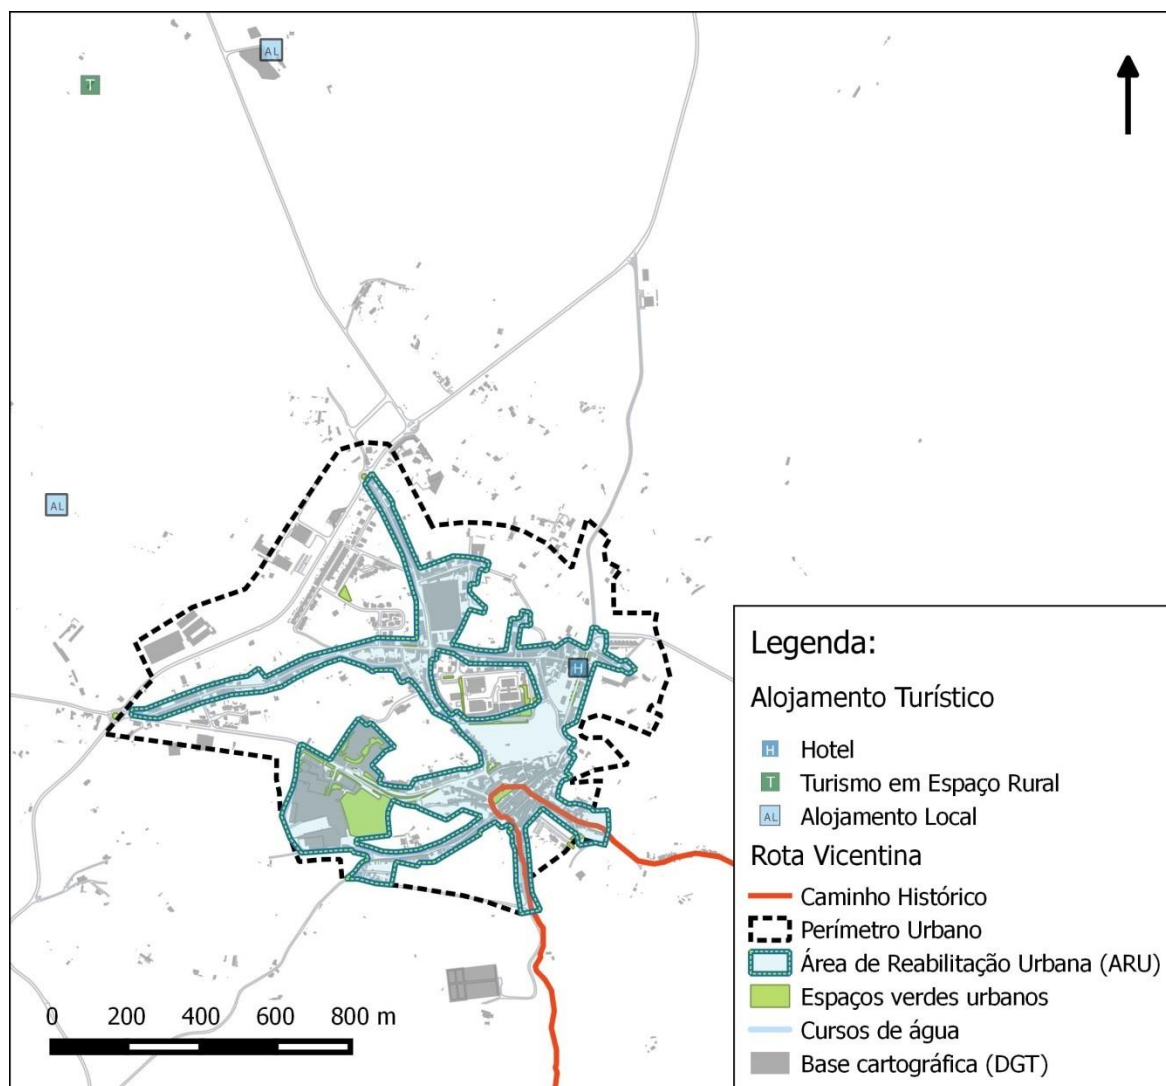 AL
T
AL
H
Legenda:
Alojamento Turístico
H Hotel
T Turismo em Espaço Rural
AL Alojamento Local
Rota Vicentina
Caminho Histórico
Perímetro Urbano
Área de Reabilitação Urbana (ARU)
Espaços verdes urbanos
Cursos de água
Base cartográfica (DGT)
0 200 400 600 800 m